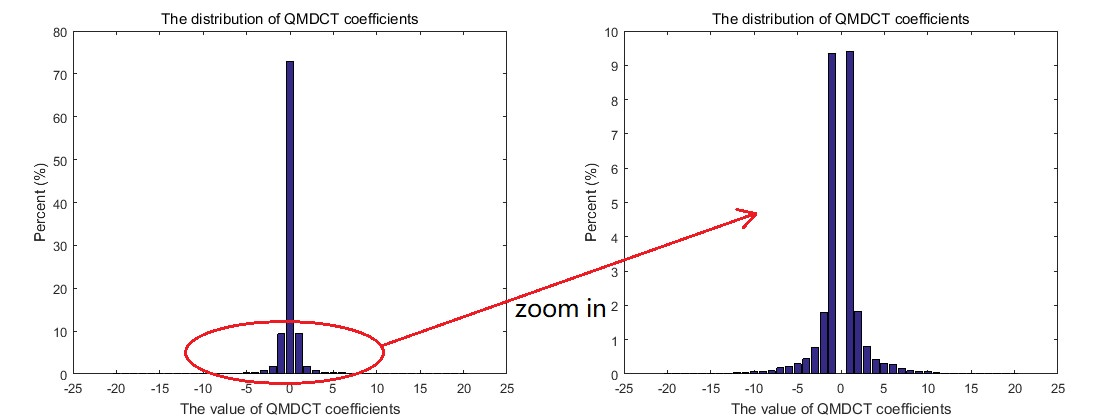 The distribution of QMDCT coefficients
80
70
60
50
40
30
20
10
0
Percent (%)
-25 -20 -15 -10 -5 0 5 10 15 20 25
The value of QMDCT coefficients
zoom in
The distribution of QMDCT coefficients
10
9
8
7
6
5
4
3
2
1
0
Percent (%)
-25 -20 -15 -10 -5 0 5 10 15 20 25
The value of QMDCT coefficients